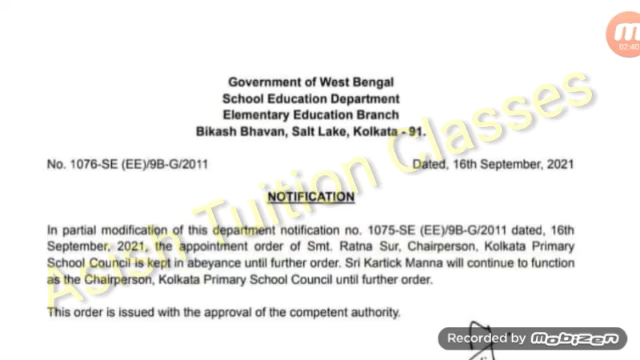 02:40
Government of West Bengal
School Education Department
Elementary Education Branch
Bikash Bhavan, Salt Lake, Kolkata - 91.
No. 1076-SE (EE)/9B-G/2011 Dated, 16th September, 2021
NOTIFICATION
In partial modification of this department notification no. 1075-SE (EE)/9B-G/2011 dated, 16th
September, 2021, the appointment order of Smt. Ratna Sur, Chairperson, Kolkata Primary
School Council is kept in abeyance until further order. Sri Kartick Manna will continue to function
as the Chairperson, Kolkata Primary School Council until further order.
This order is issued with the approval of the competent authority.
Asish Tuition Classes
Recorded by Mobizen